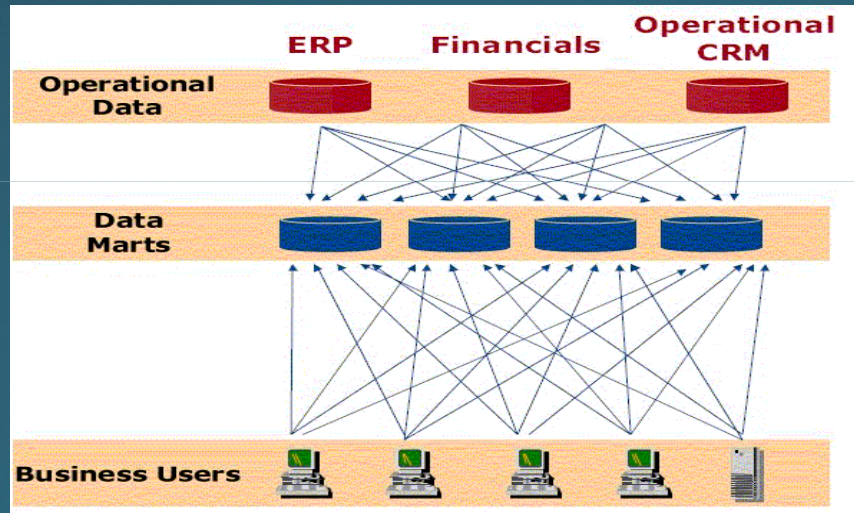 ERP
Financials
Operational
CRM
Operational
Data
Data
Marts
Business Users